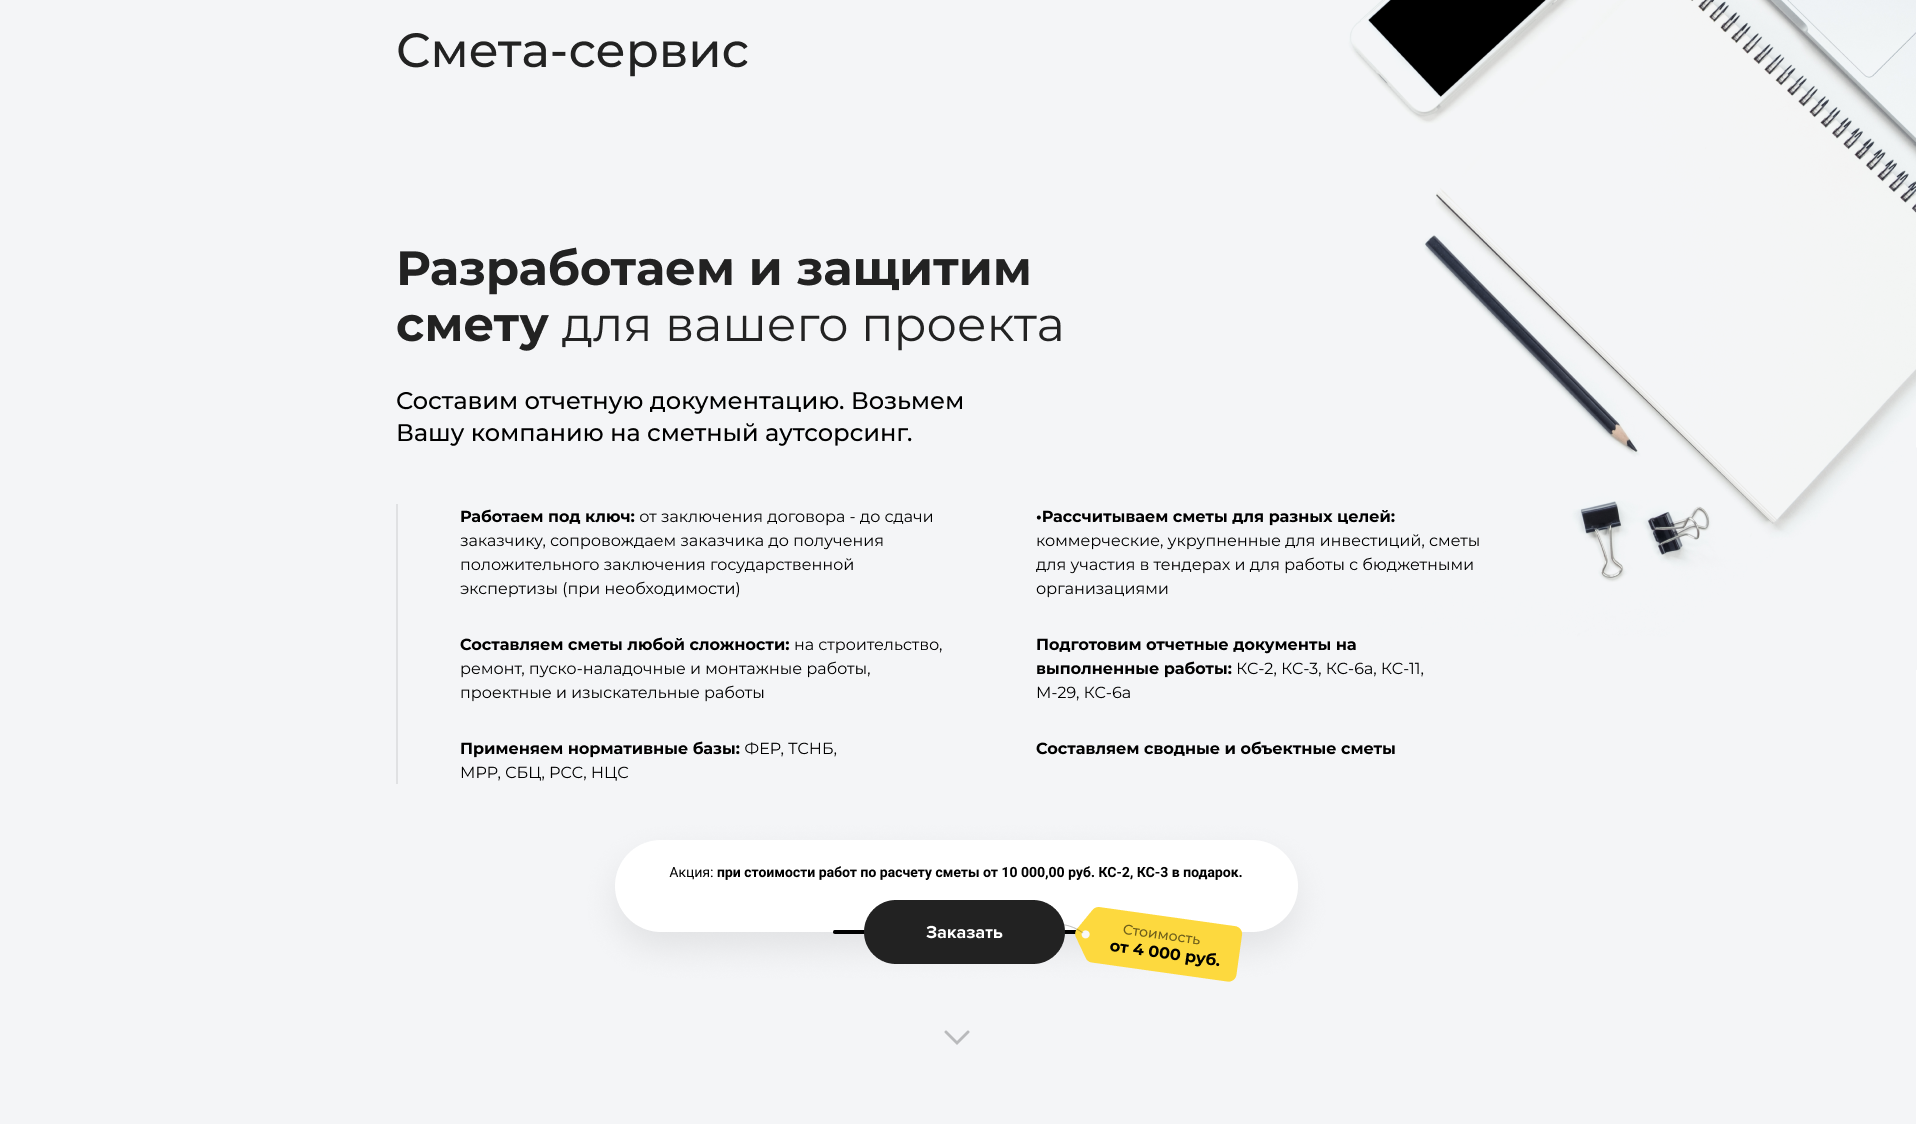 Смета-сервис
Разработаем и защитим
смету для вашего проекта
Составим отчетную документацию. Возьмем
Вашу компанию на сметный аутсорсинг.
Работаем под ключ: от заключения договора - до сдачи
заказчику, сопровождаем заказчика до получения
положительного заключения государственной
экспертизы (при необходимости)
Составляем сметы любой сложности: на строительство,
ремонт, пуско-наладочные и монтажные работы,
проектные и изыскательные работы
Применяем нормативные базы: ФЕР, ТСНБ,
МРР, СБЦ, РСС, НЦС
•Рассчитываем сметы для разных целей:
коммерческие, укрупненные для инвестиций, сметы
для участия в тендерах и для работы с бюджетными
организациями
Подготовим отчетные документы на
выполненные работы: КС-2, КС-3, КС-6а, КС-11,
М-29, КС-6а
Составляем сводные и объектные сметы
Акция: при стоимости работ по расчету сметы от 10 000,00 руб. КС-2, КС-3 в подарок.
Заказать
Стоимость
от 4 000 руб.